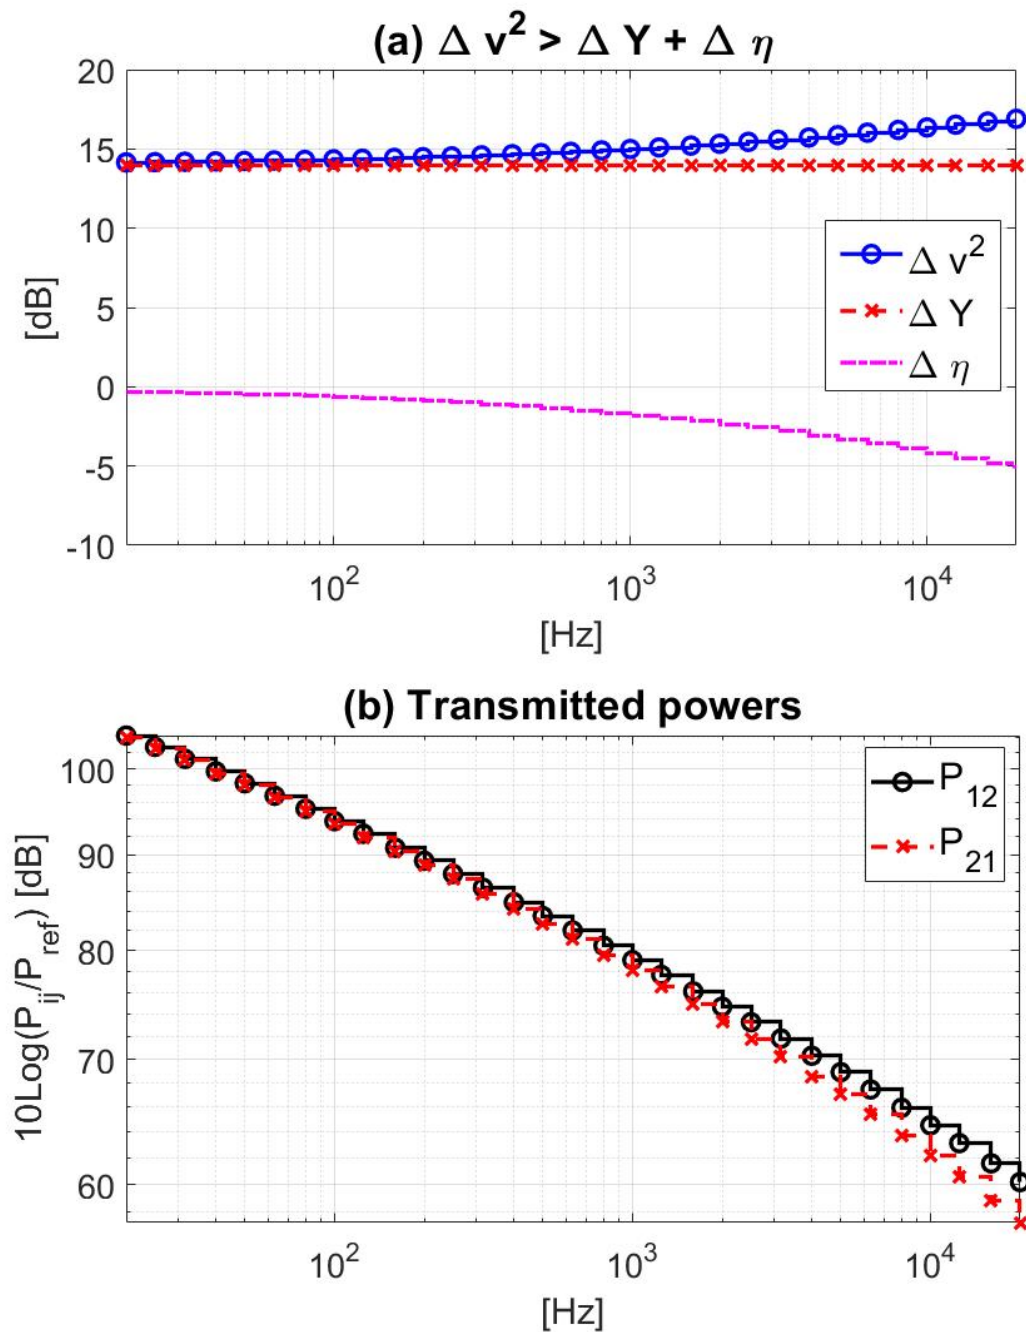 (a) Δ v² > Δ Y + Δ η
20
15
10
5
0
-5
-10
[dB]
Δ v²
Δ Y
Δ η
10² 10³ 10⁴
[Hz]
(b) Transmitted powers
100
90
80
70
60
10Log(P_ij/P_ref) [dB]
P_12
P_21
10² 10³ 10⁴
[Hz]